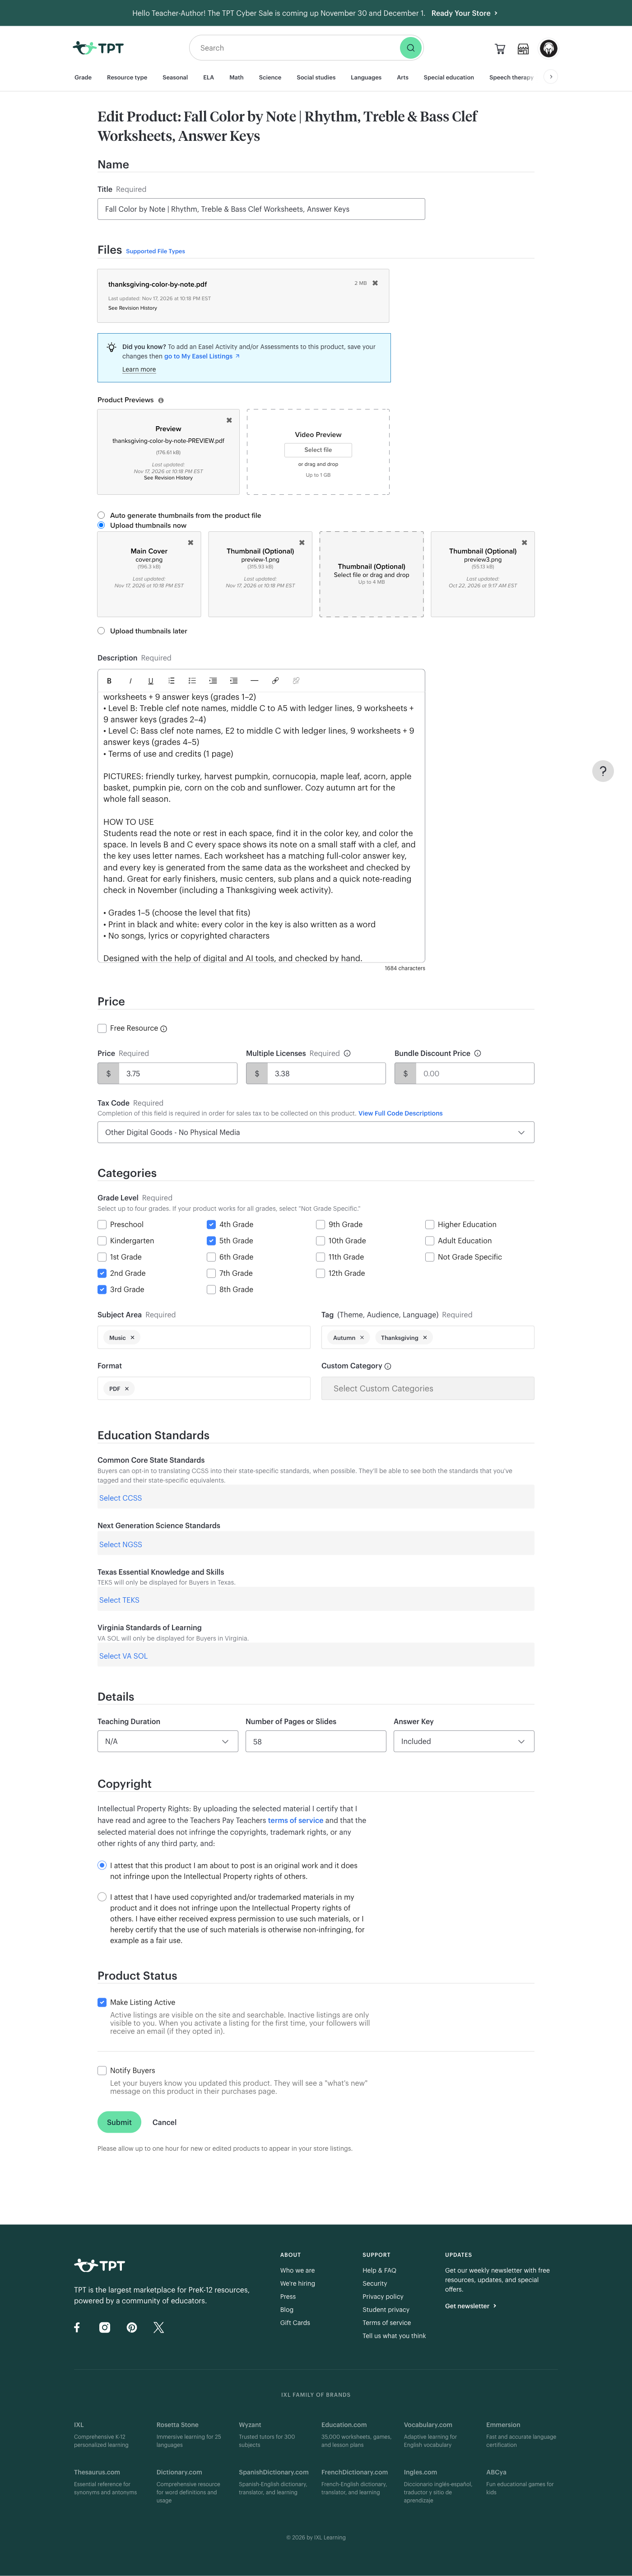 Hello Teacher-Author! The TPT Cyber Sale is coming up November 30 and December 1. Ready Your Store >
TPT
Search
Grade Resource type Seasonal ELA Math Science Social studies Languages Arts Special education Speech therapy
Edit Product: Fall Color by Note | Rhythm, Treble & Bass Clef
Worksheets, Answer Keys
Name
Title Required
Fall Color by Note | Rhythm, Treble & Bass Clef Worksheets, Answer Keys
Files Supported File Types
thanksgiving-color-by-note.pdf 2 MB ✖
Last updated: Nov 17, 2026 at 10:18 PM EST
See Revision History
Did you know? To add an Easel Activity and/or Assessments to this product, save your
changes then go to My Easel Listings ↗
Learn more
Product Previews
Preview
thanksgiving-color-by-note-PREVIEW.pdf
(176.61 kB)
Last updated:
Nov 17, 2026 at 10:18 PM EST
See Revision History
Video Preview
Select file
or drag and drop
Up to 1 GB
Auto generate thumbnails from the product file
Upload thumbnails now
Main Cover
cover.png
(196.3 kB)
Last updated:
Nov 17, 2026 at 10:18 PM EST
Thumbnail (Optional)
preview-1.png
(315.93 kB)
Last updated:
Nov 17, 2026 at 10:18 PM EST
Thumbnail (Optional)
Select file or drag and drop
Up to 4 MB
Thumbnail (Optional)
preview3.png
(55.13 kB)
Last updated:
Oct 22, 2026 at 9:17 AM EST
Upload thumbnails later
Description Required
B I U
worksheets + 9 answer keys (grades 1–2)
• Level B: Treble clef note names, middle C to A5 with ledger lines, 9 worksheets +
9 answer keys (grades 2–4)
• Level C: Bass clef note names, E2 to middle C with ledger lines, 9 worksheets + 9
answer keys (grades 4–5)
• Terms of use and credits (1 page)
PICTURES: friendly turkey, harvest pumpkin, cornucopia, maple leaf, acorn, apple
basket, pumpkin pie, corn on the cob and sunflower. Cozy autumn art for the
whole fall season.
HOW TO USE
Students read the note or rest in each space, find it in the color key, and color the
space. In levels B and C every space shows its note on a small staff with a clef, and
the key uses letter names. Each worksheet has a matching full-color answer key,
and every key is generated from the same data as the worksheet and checked by
hand. Great for early finishers, music centers, sub plans and a quick note-reading
check in November (including a Thanksgiving week activity).
• Grades 1–5 (choose the level that fits)
• Print in black and white: every color in the key is also written as a word
• No songs, lyrics or copyrighted characters
Designed with the help of digital and AI tools, and checked by hand.
1684 characters
?
Price
Free Resource
Price Required
$ 3.75
Multiple Licenses Required
$ 3.38
Bundle Discount Price
$ 0.00
Tax Code Required
Completion of this field is required in order for sales tax to be collected on this product. View Full Code Descriptions
Other Digital Goods - No Physical Media
Categories
Grade Level Required
Select up to four grades. If your product works for all grades, select "Not Grade Specific."
Preschool 4th Grade 9th Grade Higher Education
Kindergarten 5th Grade 10th Grade Adult Education
1st Grade 6th Grade 11th Grade Not Grade Specific
2nd Grade 7th Grade 12th Grade
3rd Grade 8th Grade
Subject Area Required
Music ✕
Tag (Theme, Audience, Language) Required
Autumn ✕ Thanksgiving ✕
Format
PDF ✕
Custom Category
Select Custom Categories
Education Standards
Common Core State Standards
Buyers can opt-in to translating CCSS into their state-specific standards, when possible. They'll be able to see both the standards that you've
tagged and their state-specific equivalents.
Select CCSS
Next Generation Science Standards
Select NGSS
Texas Essential Knowledge and Skills
TEKS will only be displayed for Buyers in Texas.
Select TEKS
Virginia Standards of Learning
VA SOL will only be displayed for Buyers in Virginia.
Select VA SOL
Details
Teaching Duration
N/A
Number of Pages or Slides
58
Answer Key
Included
Copyright
Intellectual Property Rights: By uploading the selected material I certify that I
have read and agree to the Teachers Pay Teachers terms of service and that the
selected material does not infringe the copyrights, trademark rights, or any
other rights of any third party, and:
I attest that this product I am about to post is an original work and it does
not infringe upon the Intellectual Property rights of others.
I attest that I have used copyrighted and/or trademarked materials in my
product and it does not infringe upon the Intellectual Property rights of
others. I have either received express permission to use such materials, or I
hereby certify that the use of such materials is otherwise non-infringing, for
example as a fair use.
Product Status
Make Listing Active
Active listings are visible on the site and searchable. Inactive listings are only
visible to you. When you activate a listing for the first time, your followers will
receive an email (if they opted in).
Notify Buyers
Let your buyers know you updated this product. They will see a "what's new"
message on this product in their purchases page.
Submit Cancel
Please allow up to one hour for new or edited products to appear in your store listings.
TPT
TPT is the largest marketplace for PreK-12 resources,
powered by a community of educators.
ABOUT
Who we are
We're hiring
Press
Blog
Gift Cards
SUPPORT
Help & FAQ
Security
Privacy policy
Student privacy
Terms of service
Tell us what you think
UPDATES
Get our weekly newsletter with free
resources, updates, and special
offers.
Get newsletter >
IXL FAMILY OF BRANDS
IXL
Comprehensive K-12
personalized learning
Rosetta Stone
Immersive learning for 25
languages
Wyzant
Trusted tutors for 300
subjects
Education.com
35,000 worksheets, games,
and lesson plans
Vocabulary.com
Adaptive learning for
English vocabulary
Emmersion
Fast and accurate language
certification
Thesaurus.com
Essential reference for
synonyms and antonyms
Dictionary.com
Comprehensive resource
for word definitions and
usage
SpanishDictionary.com
Spanish-English dictionary,
translator, and learning
FrenchDictionary.com
French-English dictionary,
translator, and learning
Ingles.com
Diccionario inglés-español,
traductor y sitio de
aprendizaje
ABCya
Fun educational games for
kids
© 2026 by IXL Learning